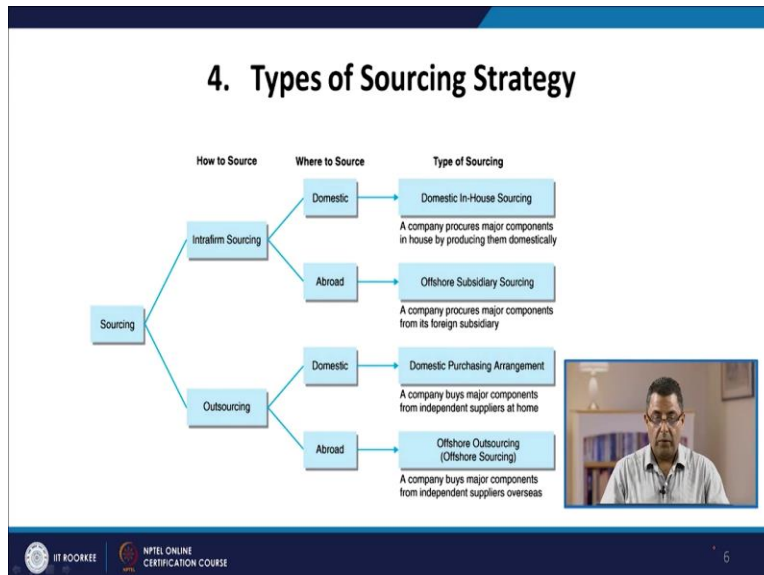 4. Types of Sourcing Strategy
How to Source
Where to Source
Type of Sourcing
Sourcing
Intrafirm Sourcing
Domestic
Domestic In-House Sourcing
A company procures major components
in house by producing them domestically
Abroad
Offshore Subsidiary Sourcing
A company procures major components
from its foreign subsidiary
Outsourcing
Domestic
Domestic Purchasing Arrangement
A company buys major components
from independent suppliers at home
Abroad
Offshore Outsourcing
(Offshore Sourcing)
A company buys major components
from independent suppliers overseas
IIT ROORKEE
NPTEL ONLINE
CERTIFICATION COURSE
6